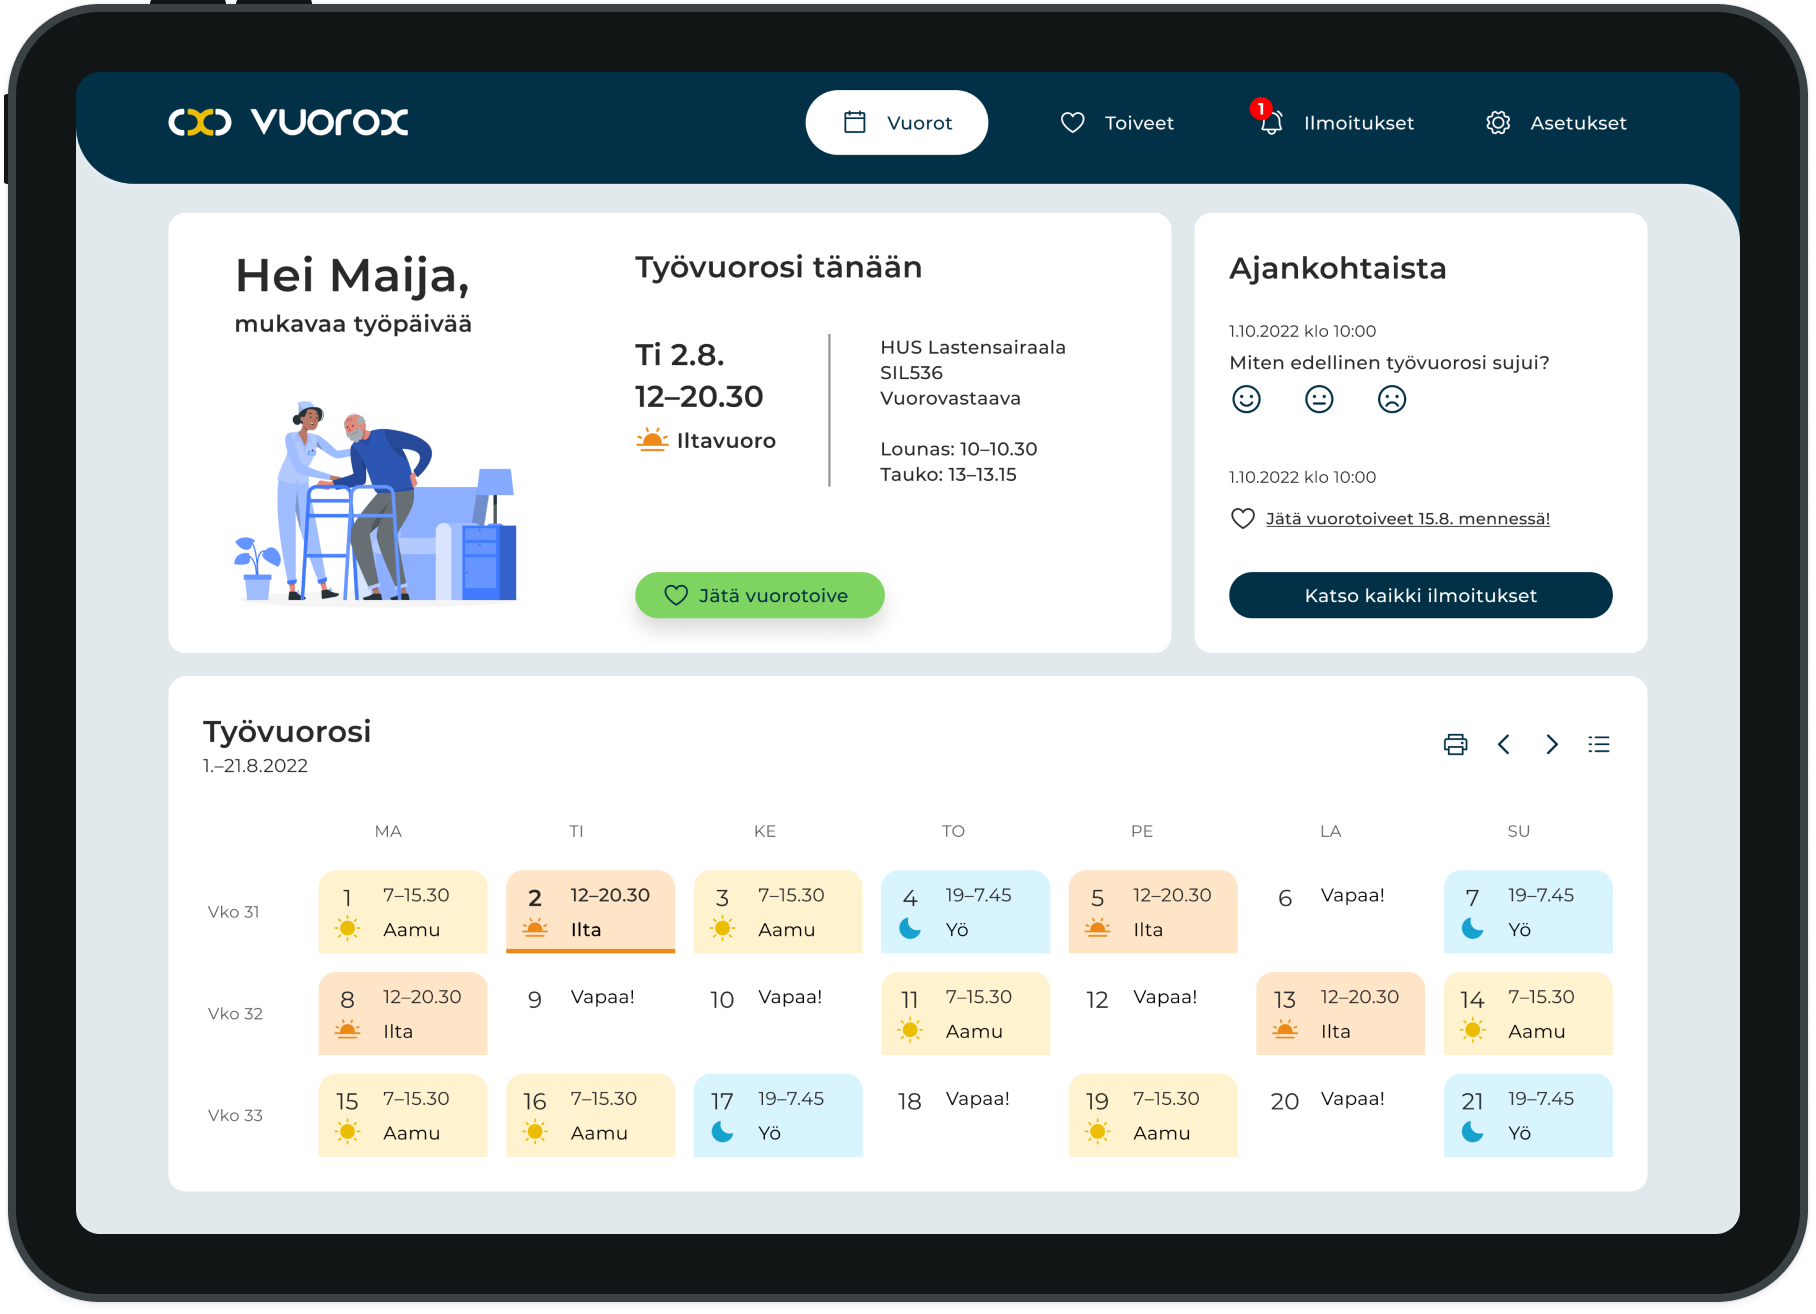 vuorox
Vuorot
Toiveet
1
Ilmoitukset
Asetukset
Hei Maija,
mukavaa työpäivää
Työvuorosi tänään
Ti 2.8.
12–20.30
Iltavuoro
HUS Lastensairaala
SIL536
Vuorovastaava
Lounas: 10–10.30
Tauko: 13–13.15
Jätä vuorotoive
Ajankohtaista
1.10.2022 klo 10:00
Miten edellinen työvuorosi sujui?
1.10.2022 klo 10:00
Jätä vuorotoiveet 15.8. mennessä!
Katso kaikki ilmoitukset
Työvuorosi
1.–21.8.2022
MA TI KE TO PE LA SU
Vko 31
1 7–15.30
Aamu
2 12–20.30
Ilta
3 7–15.30
Aamu
4 19–7.45
Yö
5 12–20.30
Ilta
6 Vapaa!
7 19–7.45
Yö
Vko 32
8 12–20.30
Ilta
9 Vapaa!
10 Vapaa!
11 7–15.30
Aamu
12 Vapaa!
13 12–20.30
Ilta
14 7–15.30
Aamu
Vko 33
15 7–15.30
Aamu
16 7–15.30
Aamu
17 19–7.45
Yö
18 Vapaa!
19 7–15.30
Aamu
20 Vapaa!
21 19–7.45
Yö